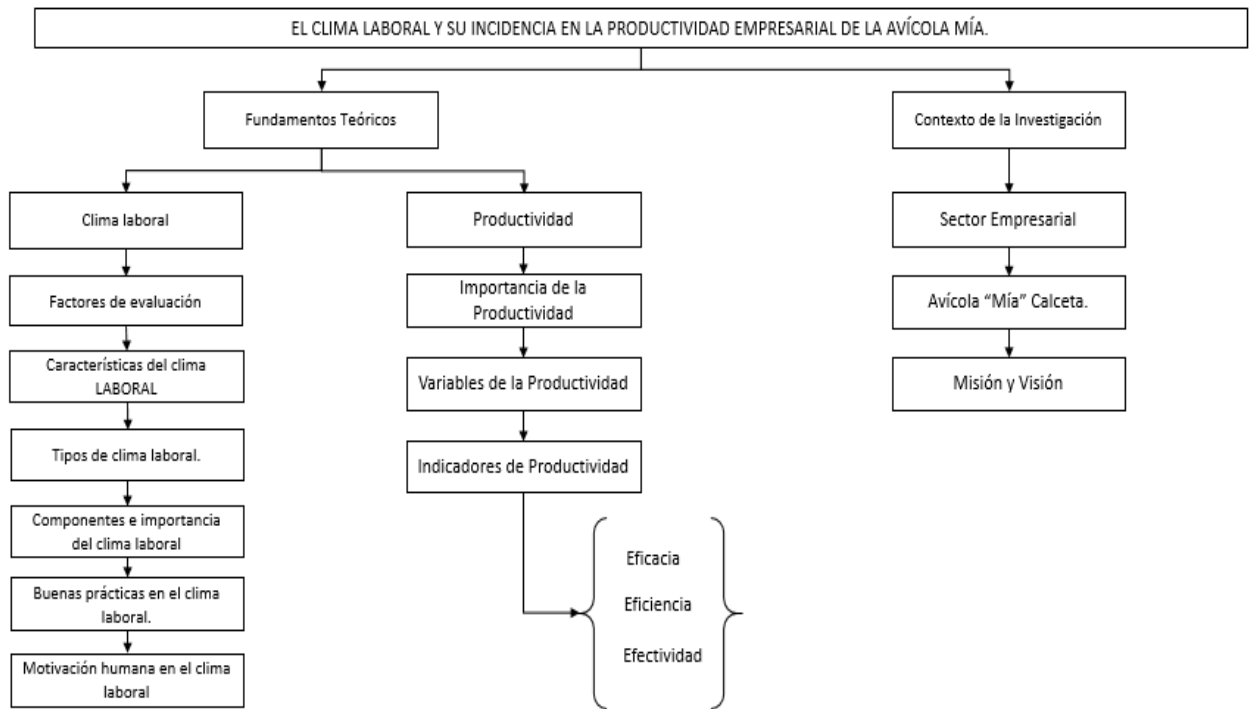 EL CLIMA LABORAL Y SU INCIDENCIA EN LA PRODUCTIVIDAD EMPRESARIAL DE LA AVÍCOLA MÍA.
Fundamentos Teóricos
Contexto de la Investigación
Clima laboral
Productividad
Sector Empresarial
Factores de evaluación
Importancia de la
Productividad
Avícola “Mía” Calceta.
Características del clima
LABORAL
Variables de la Productividad
Misión y Visión
Tipos de clima laboral.
Indicadores de Productividad
Componentes e importancia
del clima laboral
Buenas prácticas en el clima
laboral.
Motivación humana en el clima
laboral
Eficacia
Eficiencia
Efectividad